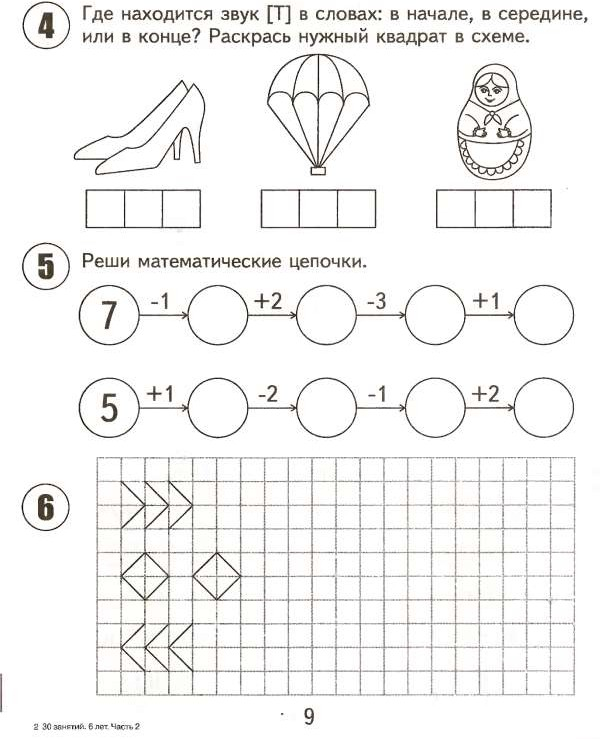 4 Где находится звук [Т] в словах: в начале, в середине,
или в конце? Раскрась нужный квадрат в схеме.
5 Реши математические цепочки.
7 -1 +2 -3 +1
5 +1 -2 -1 +2
6
9
2 30 занятий. 6 лет. Часть 2